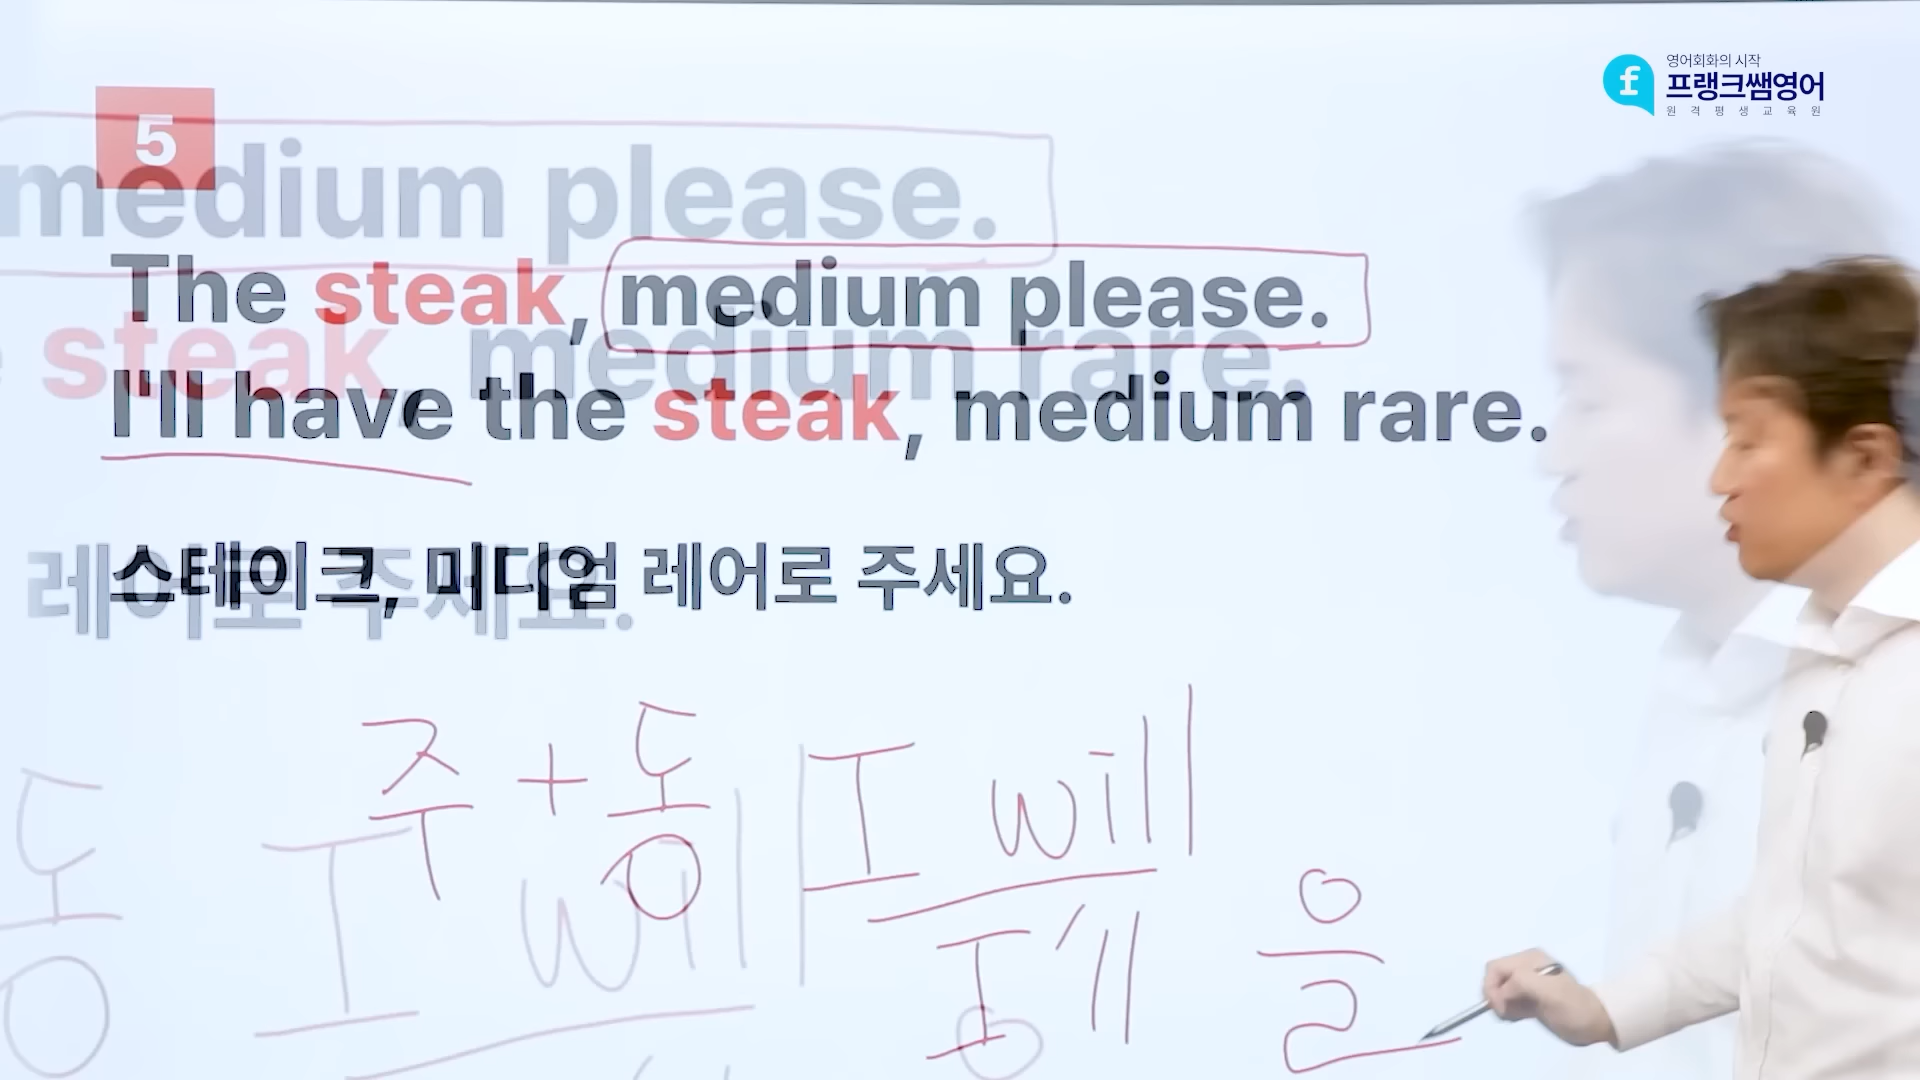 영어회화의 시작
프랭크쌤영어
원격평생교육원
5
medium please.
The steak, medium please.
steak, medium rare.
I'll have the steak, medium rare.
스테이크, 미디엄 레어로 주세요.
레어로 주세요.
주 + 동 I will
I'll 을
동 I will